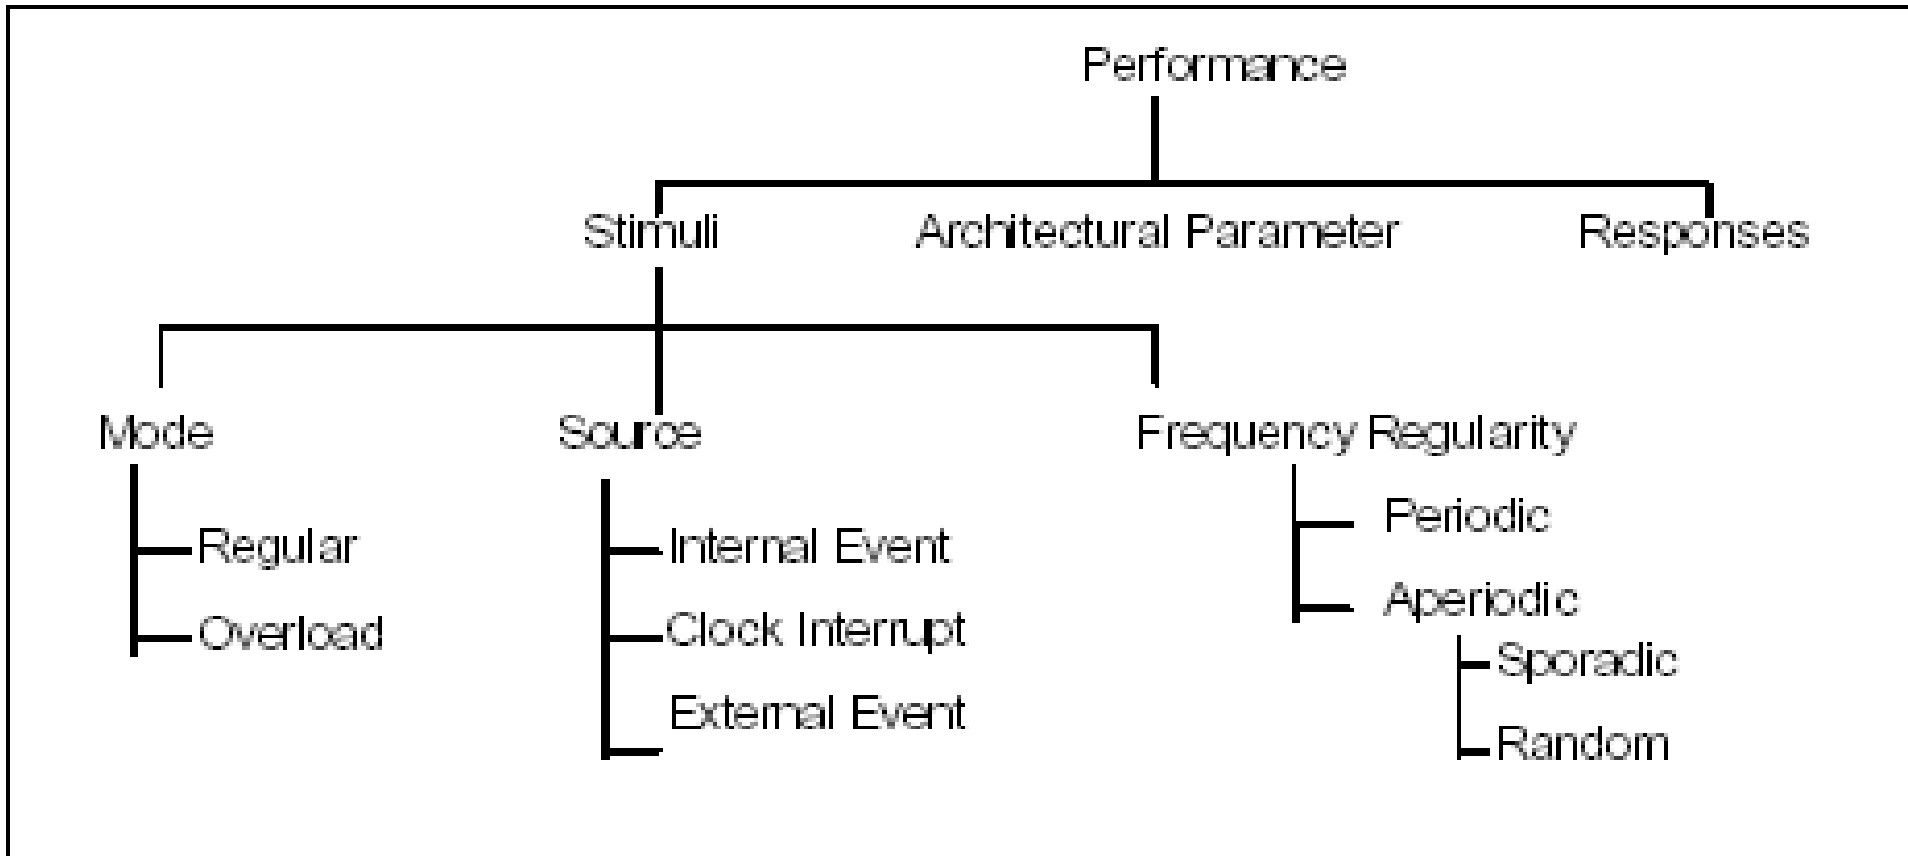 Performance
Stimuli
Architectural Parameter
Responses
Mode
Source
Frequency Regularity
Regular
Overload
Internal Event
Clock Interrupt
External Event
Periodic
Aperiodic
Sporadic
Random